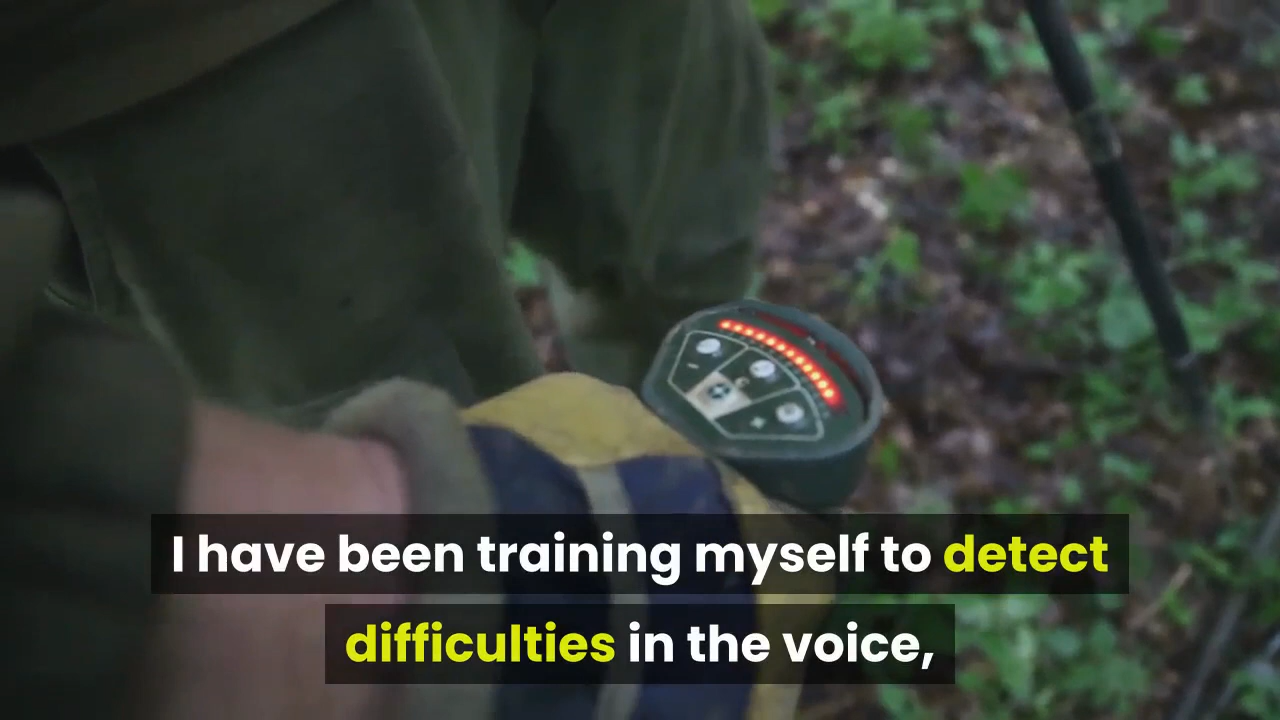 I have been training myself to detect
difficulties in the voice,